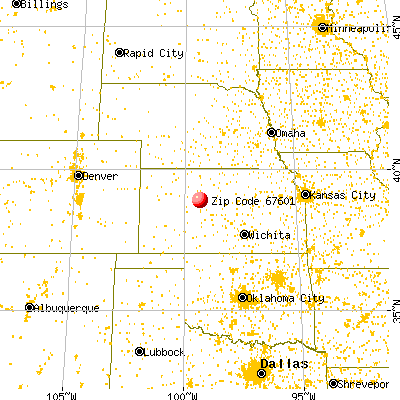 Billings
45°N
Minneapolis
Rapid City
Omaha
40°N
Denver
Kansas City
Zip Code 67601
Wichita
Oklahoma City
Albuquerque
35°N
Lubbock
Dallas
Shrevepor
105°W
100°W
95°W